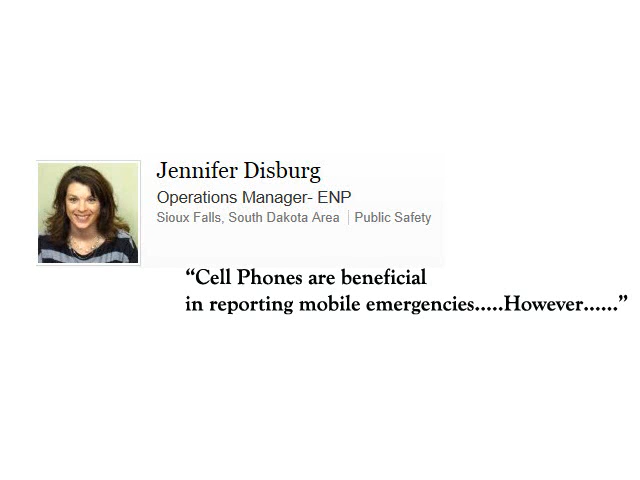 Jennifer Disburg
Operations Manager- ENP
Sioux Falls, South Dakota Area | Public Safety
“Cell Phones are beneficial
in reporting mobile emergencies.....However......”